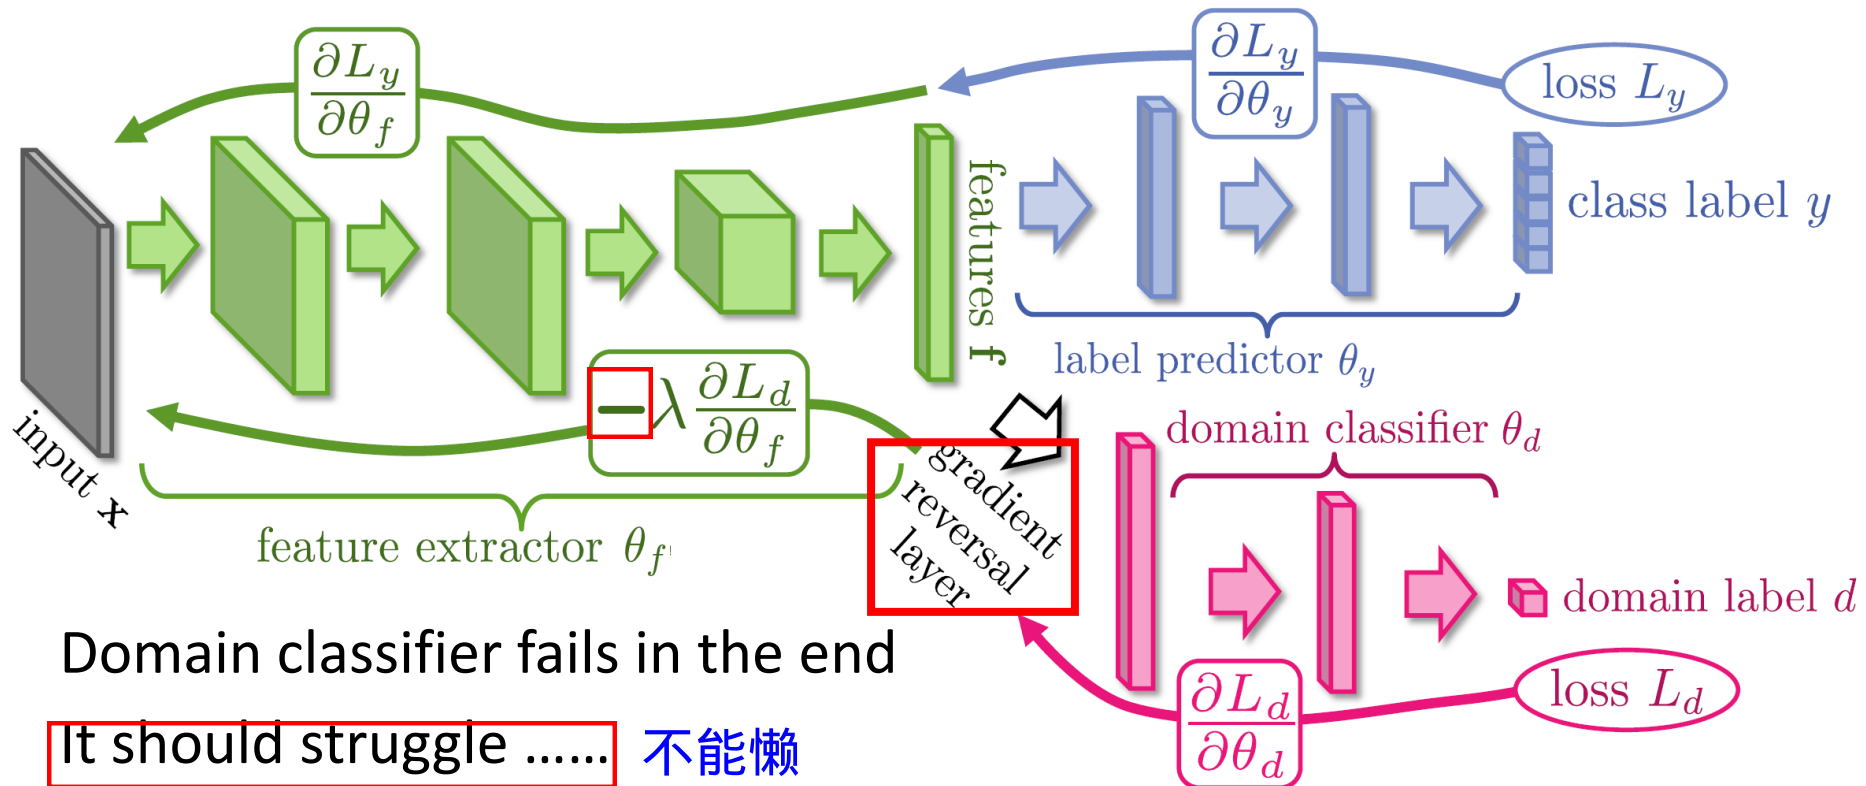 ∂L_y
∂θ_f
∂L_y
∂θ_y
loss L_y
input x
features f
class label y
label predictor θ_y
−λ ∂L_d
∂θ_f
gradient
reversal
layer
feature extractor θ_f
domain classifier θ_d
domain label d
loss L_d
∂L_d
∂θ_d
Domain classifier fails in the end
It should struggle ......
不能懒